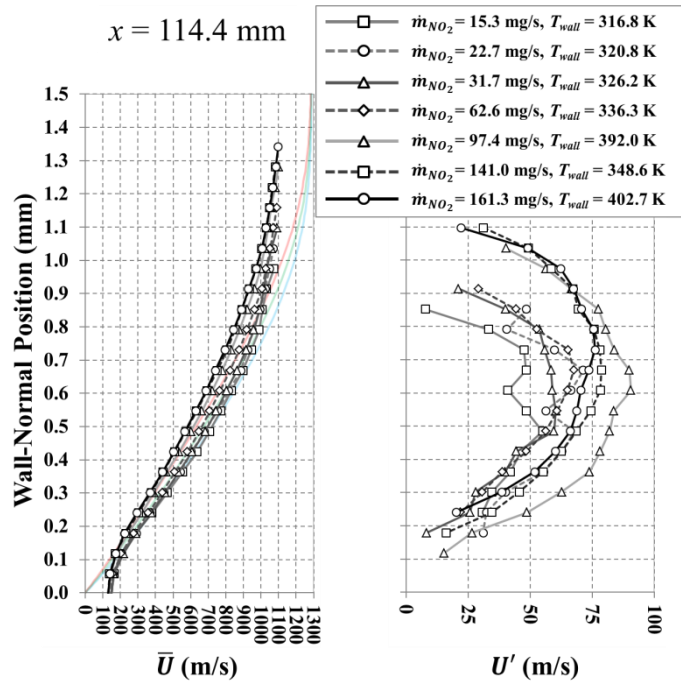 x = 114.4 mm
ṁNO₂ = 15.3 mg/s, Twall = 316.8 K
ṁNO₂ = 22.7 mg/s, Twall = 320.8 K
ṁNO₂ = 31.7 mg/s, Twall = 326.2 K
ṁNO₂ = 62.6 mg/s, Twall = 336.3 K
ṁNO₂ = 97.4 mg/s, Twall = 392.0 K
ṁNO₂ = 141.0 mg/s, Twall = 348.6 K
ṁNO₂ = 161.3 mg/s, Twall = 402.7 K
Wall-Normal Position (mm)
1.5
1.4
1.3
1.2
1.1
1.0
0.9
0.8
0.7
0.6
0.5
0.4
0.3
0.2
0.1
0.0
0 100 200 300 400 500 600 700 800 900 1000 1100 1200 1300
U̅ (m/s)
0 25 50 75 100
U′ (m/s)